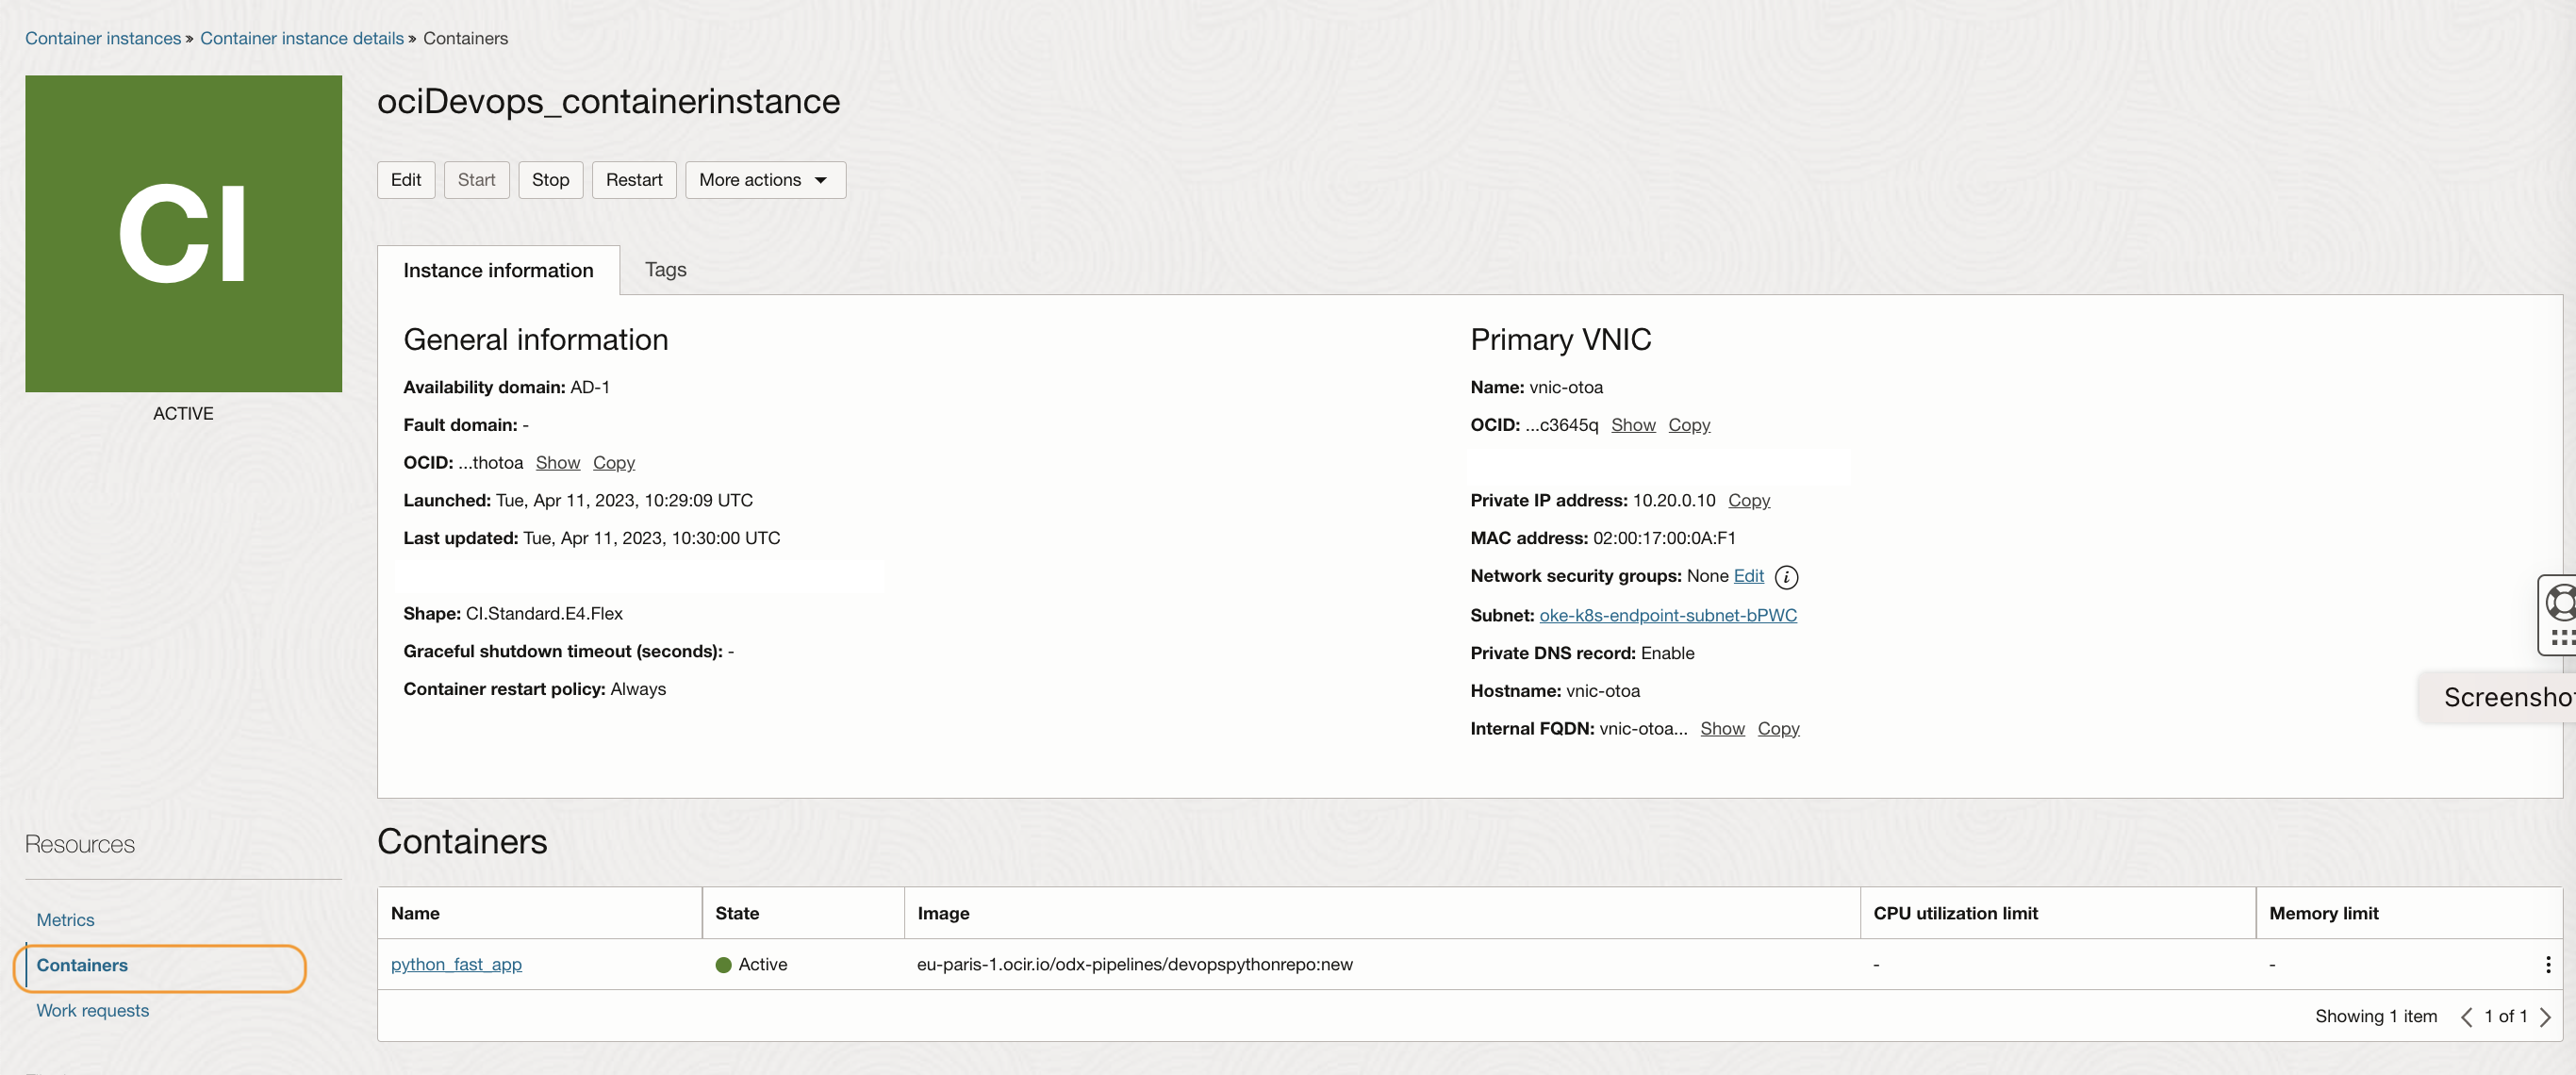 Container instances » Container instance details » Containers
CI
ACTIVE
ociDevops_containerinstance
Edit Start Stop Restart More actions
Instance information Tags
General information
Availability domain: AD-1
Fault domain: -
OCID: ...thotoa Show Copy
Launched: Tue, Apr 11, 2023, 10:29:09 UTC
Last updated: Tue, Apr 11, 2023, 10:30:00 UTC
Shape: CI.Standard.E4.Flex
Graceful shutdown timeout (seconds): -
Container restart policy: Always
Primary VNIC
Name: vnic-otoa
OCID: ...c3645q Show Copy
Private IP address: 10.20.0.10 Copy
MAC address: 02:00:17:00:0A:F1
Network security groups: None Edit i
Subnet: oke-k8s-endpoint-subnet-bPWC
Private DNS record: Enable
Hostname: vnic-otoa
Internal FQDN: vnic-otoa... Show Copy
Resources
Metrics
Containers
Work requests
Containers
Name State Image CPU utilization limit Memory limit
python_fast_app Active eu-paris-1.ocir.io/odx-pipelines/devopspythonrepo:new - -
Showing 1 item < 1 of 1 >